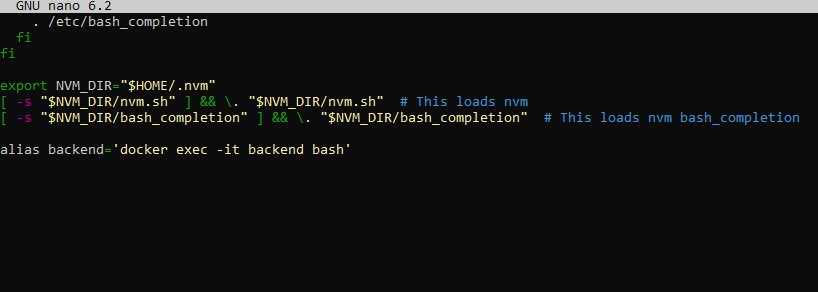 GNU nano 6.2
. /etc/bash_completion
fi
fi
export NVM_DIR="$HOME/.nvm"
[ -s "$NVM_DIR/nvm.sh" ] && \. "$NVM_DIR/nvm.sh"  # This loads nvm
[ -s "$NVM_DIR/bash_completion" ] && \. "$NVM_DIR/bash_completion"  # This loads nvm bash_completion
alias backend='docker exec -it backend bash'